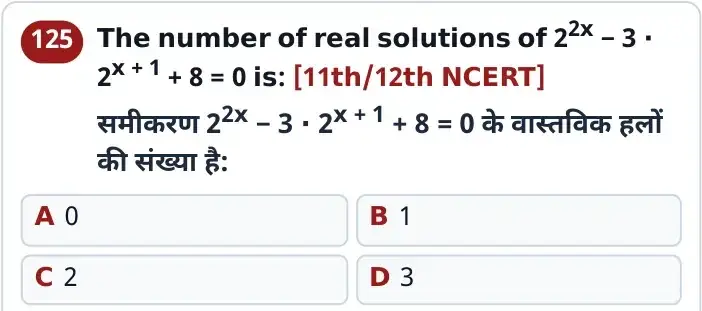 125 The number of real solutions of 2^2x – 3 ·
2^x + 1 + 8 = 0 is: [11th/12th NCERT]
समीकरण 2^2x – 3 · 2^x + 1 + 8 = 0 के वास्तविक हलों
की संख्या है:
A 0 B 1
C 2 D 3